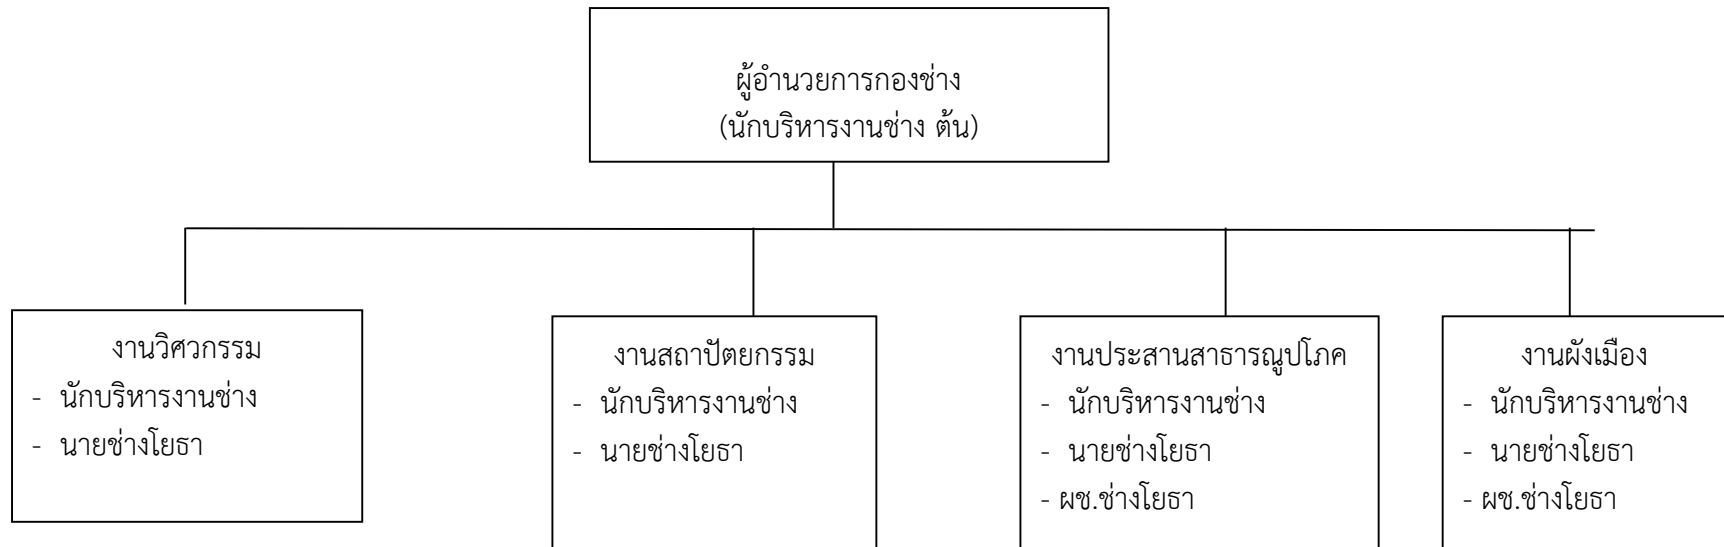 ผู้อำนวยการกองช่าง
(นักบริหารงานช่าง ต้น)
งานวิศวกรรม
- นักบริหารงานช่าง
- นายช่างโยธา
งานสถาปัตยกรรม
- นักบริหารงานช่าง
- นายช่างโยธา
งานประสานสาธารณูปโภค
- นักบริหารงานช่าง
- นายช่างโยธา
- ผช.ช่างโยธา
งานผังเมือง
- นักบริหารงานช่าง
- นายช่างโยธา
- ผช.ช่างโยธา